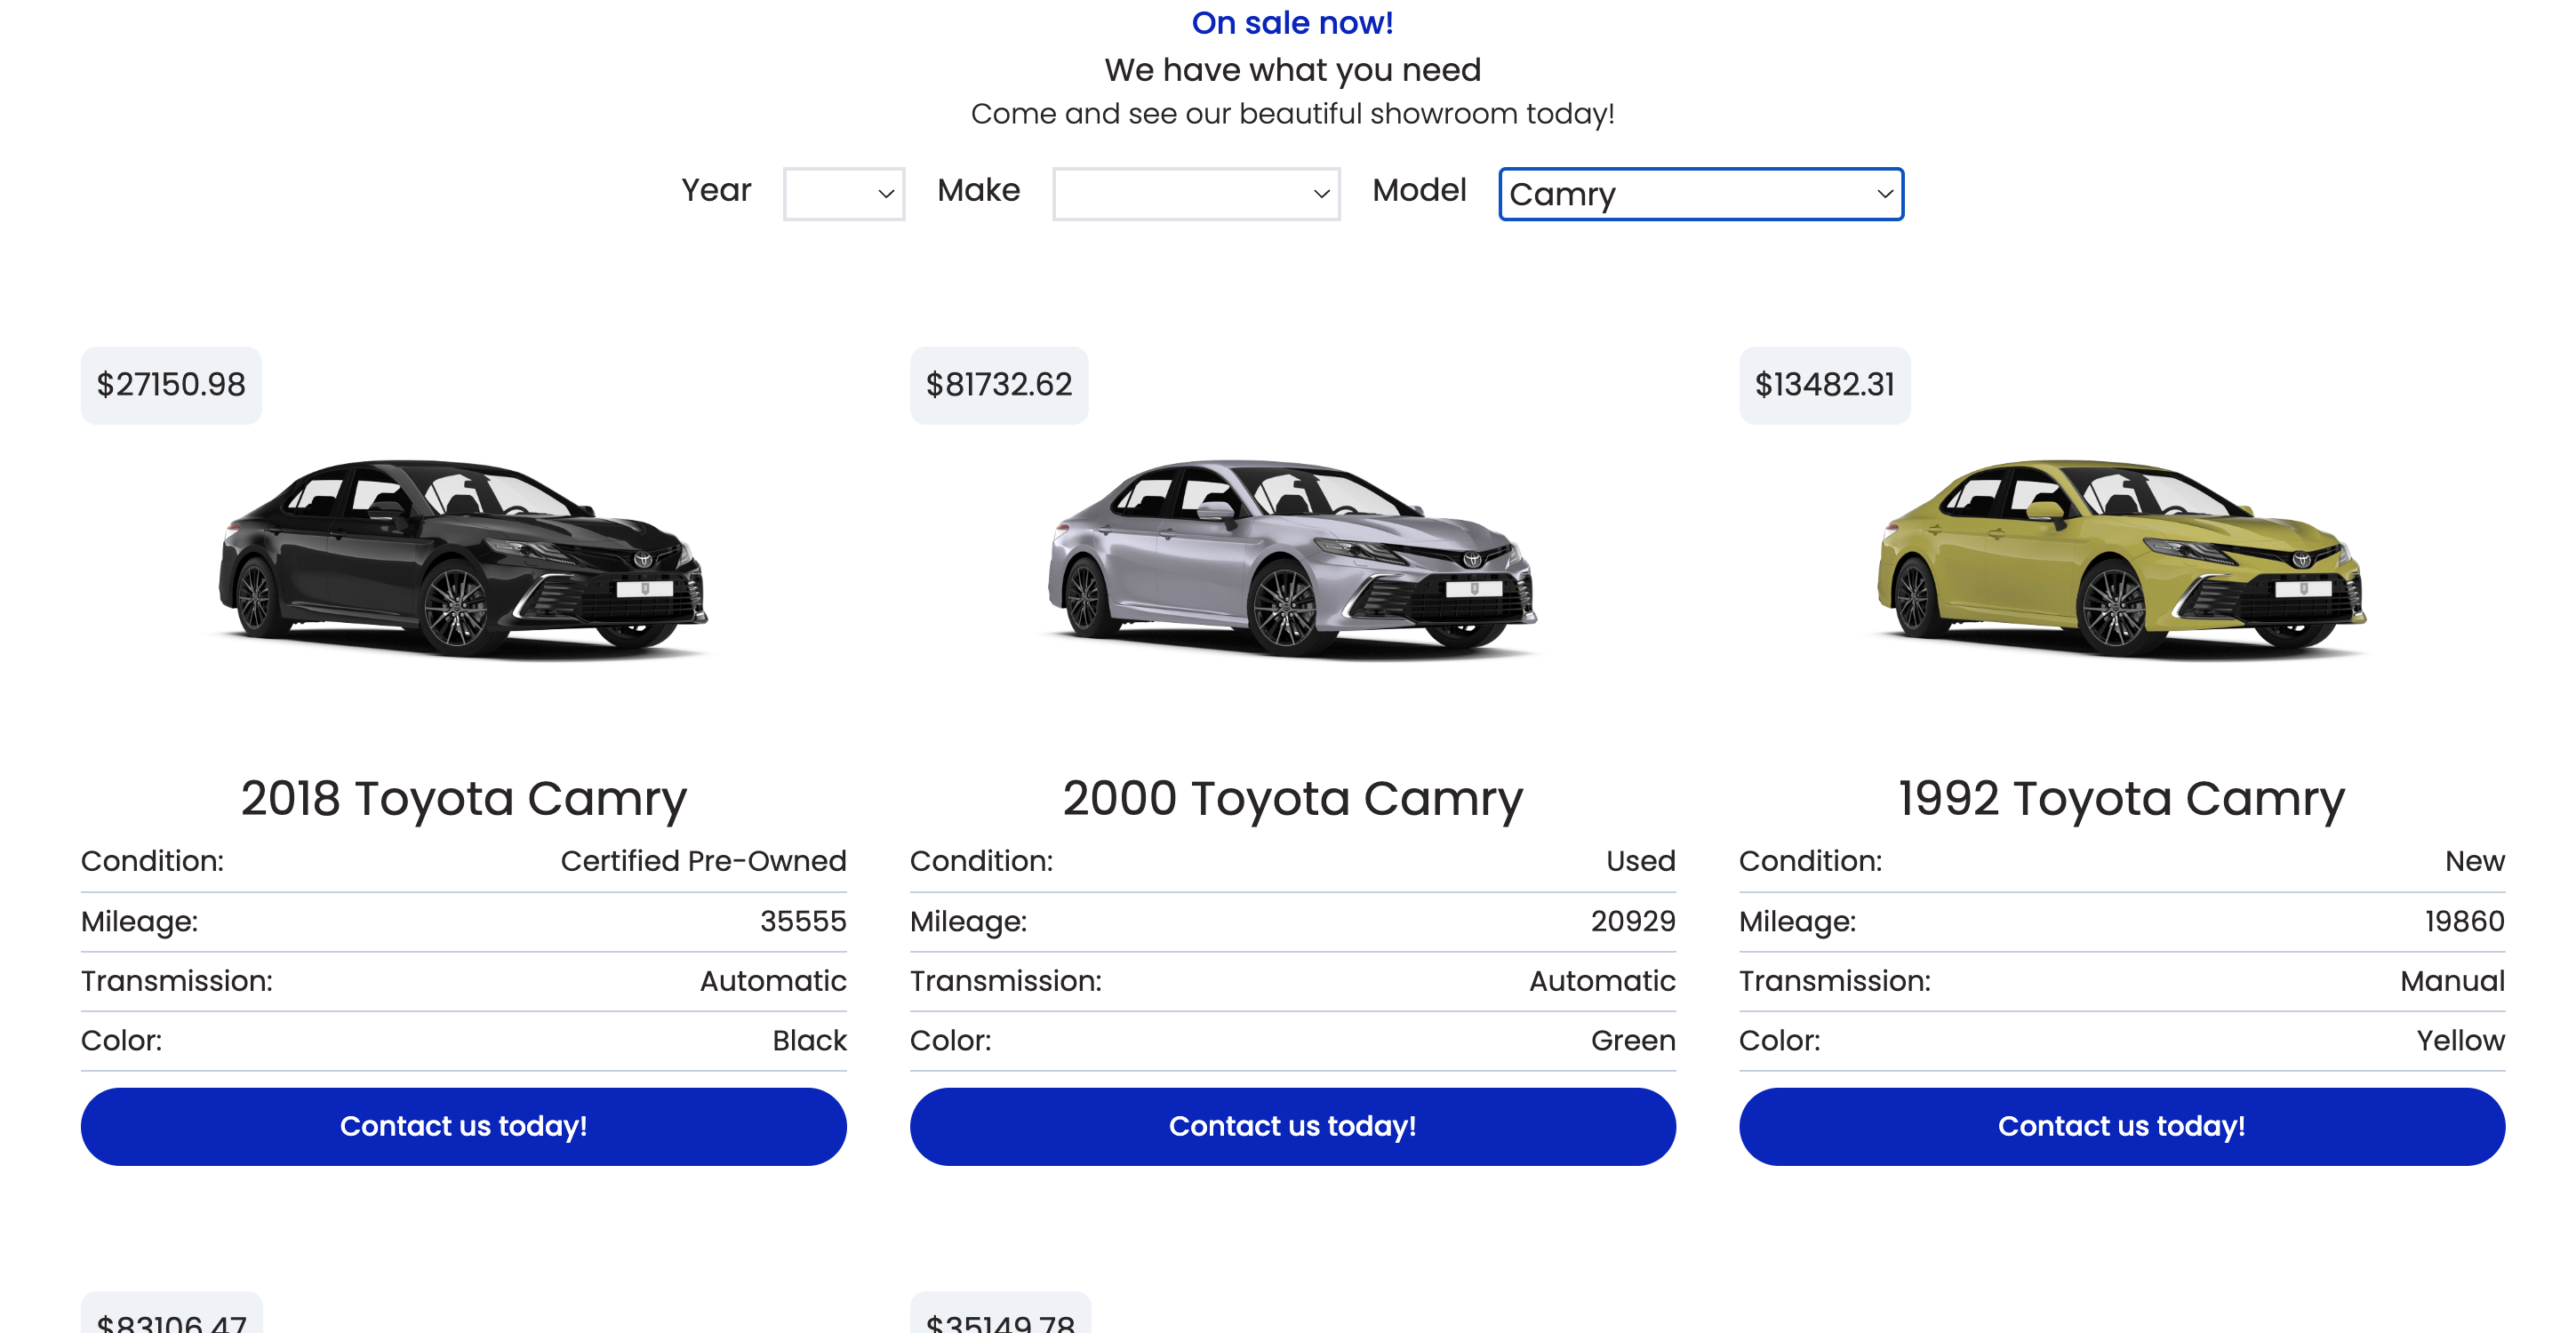 On sale now!
We have what you need
Come and see our beautiful showroom today!
Year Make Model Camry
$27150.98
$81732.62
$13482.31
2018 Toyota Camry
Condition: Certified Pre-Owned
Mileage: 35555
Transmission: Automatic
Color: Black
Contact us today!
2000 Toyota Camry
Condition: Used
Mileage: 20929
Transmission: Automatic
Color: Green
Contact us today!
1992 Toyota Camry
Condition: New
Mileage: 19860
Transmission: Manual
Color: Yellow
Contact us today!
$83106.47
$35149.78